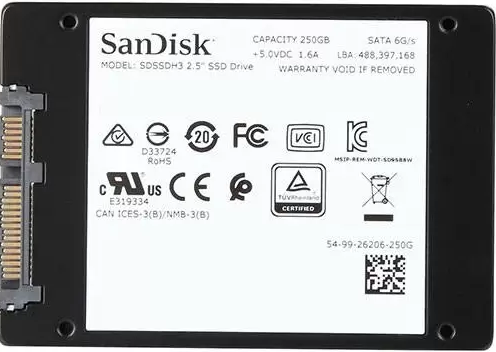 SanDisk
MODEL: SDSSDH3 2.5" SSD Drive
CAPACITY 250GB SATA 6G/s
+5.0VDC 1.6A LBA: 488,397,168
WARRANTY VOID IF REMOVED
D33724
RoHS
20
FC
VCI
MSIP-REM-WDT-SD9SB8W
c RU US
E319334
CE
TÜVRheinland
CERTIFIED
CAN ICES-3(B)/NMB-3(B)
54-99-26206-250G